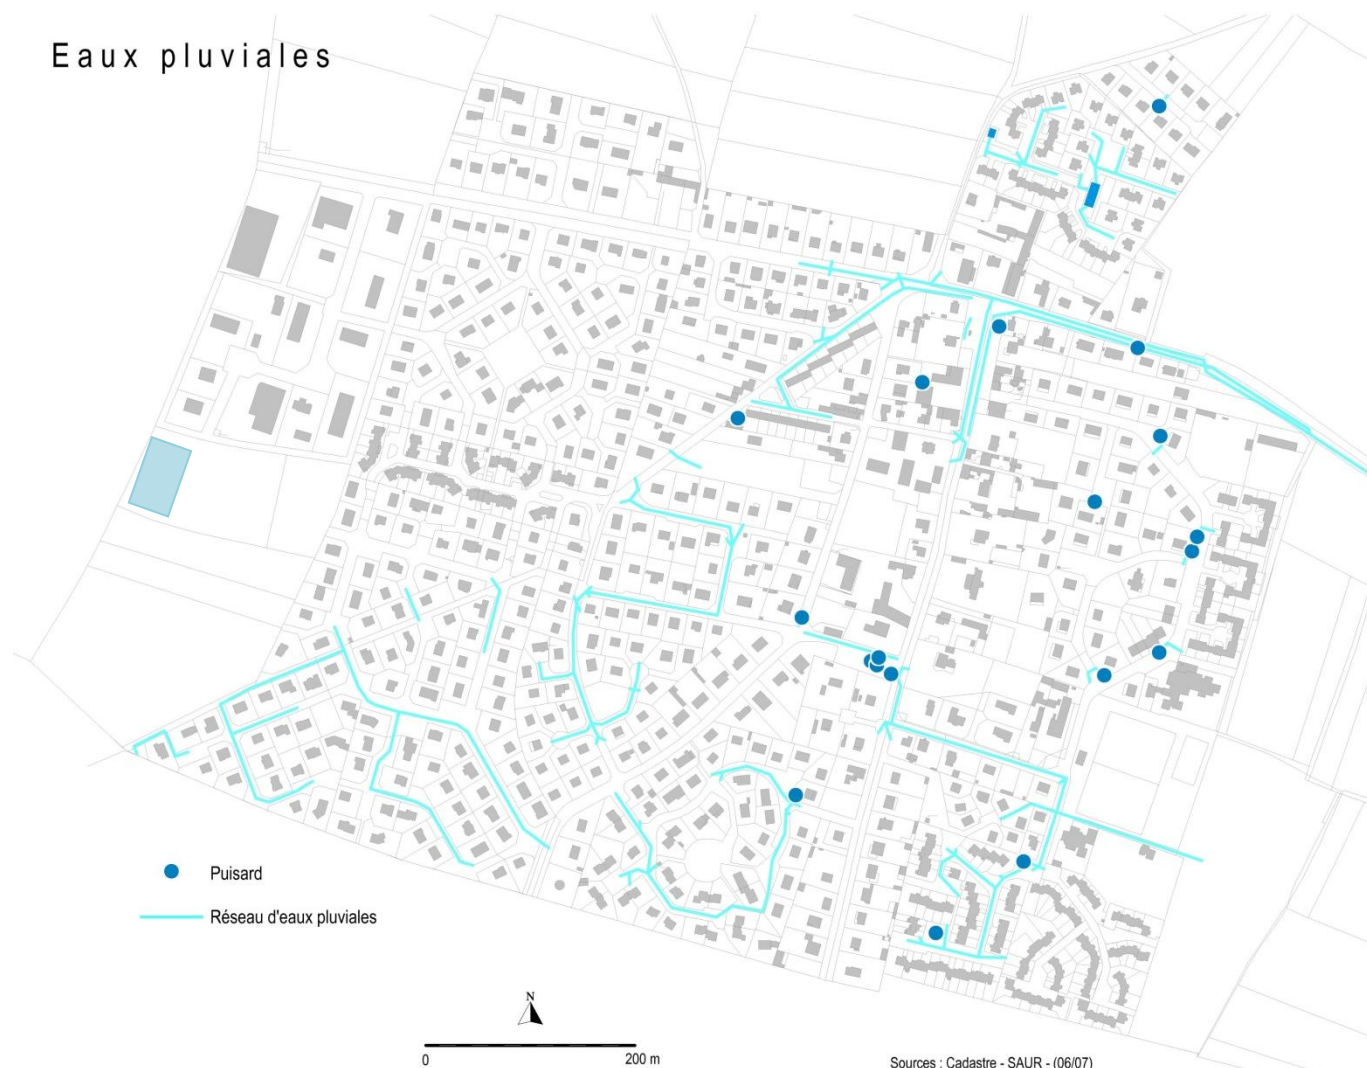 Eaux pluviales
Puisard
Réseau d'eaux pluviales
N
0 200 m
Sources : Cadastre - SAUR - (06/07)